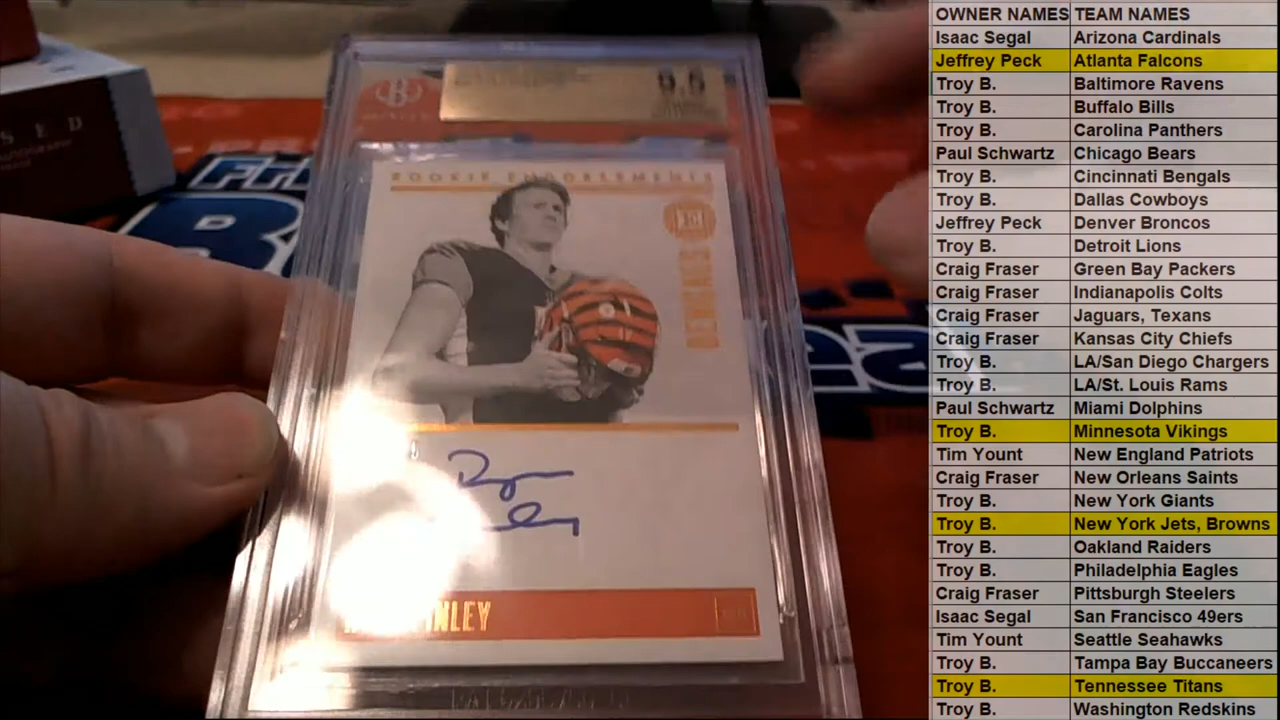 OWNER NAMES TEAM NAMES
Isaac Segal Arizona Cardinals
Jeffrey Peck Atlanta Falcons
Troy B. Baltimore Ravens
Troy B. Buffalo Bills
Troy B. Carolina Panthers
Paul Schwartz Chicago Bears
Troy B. Cincinnati Bengals
Troy B. Dallas Cowboys
Jeffrey Peck Denver Broncos
Troy B. Detroit Lions
Craig Fraser Green Bay Packers
Craig Fraser Indianapolis Colts
Craig Fraser Jaguars, Texans
Craig Fraser Kansas City Chiefs
Troy B. LA/San Diego Chargers
Troy B. LA/St. Louis Rams
Paul Schwartz Miami Dolphins
Troy B. Minnesota Vikings
Tim Yount New England Patriots
Craig Fraser New Orleans Saints
Troy B. New York Giants
Troy B. New York Jets, Browns
Troy B. Oakland Raiders
Troy B. Philadelphia Eagles
Craig Fraser Pittsburgh Steelers
Isaac Segal San Francisco 49ers
Tim Yount Seattle Seahawks
Troy B. Tampa Bay Buccaneers
Troy B. Tennessee Titans
Troy B. Washington Redskins
ROOKIE ENDORSEMENTS
BENGALS
NLEY
S E D